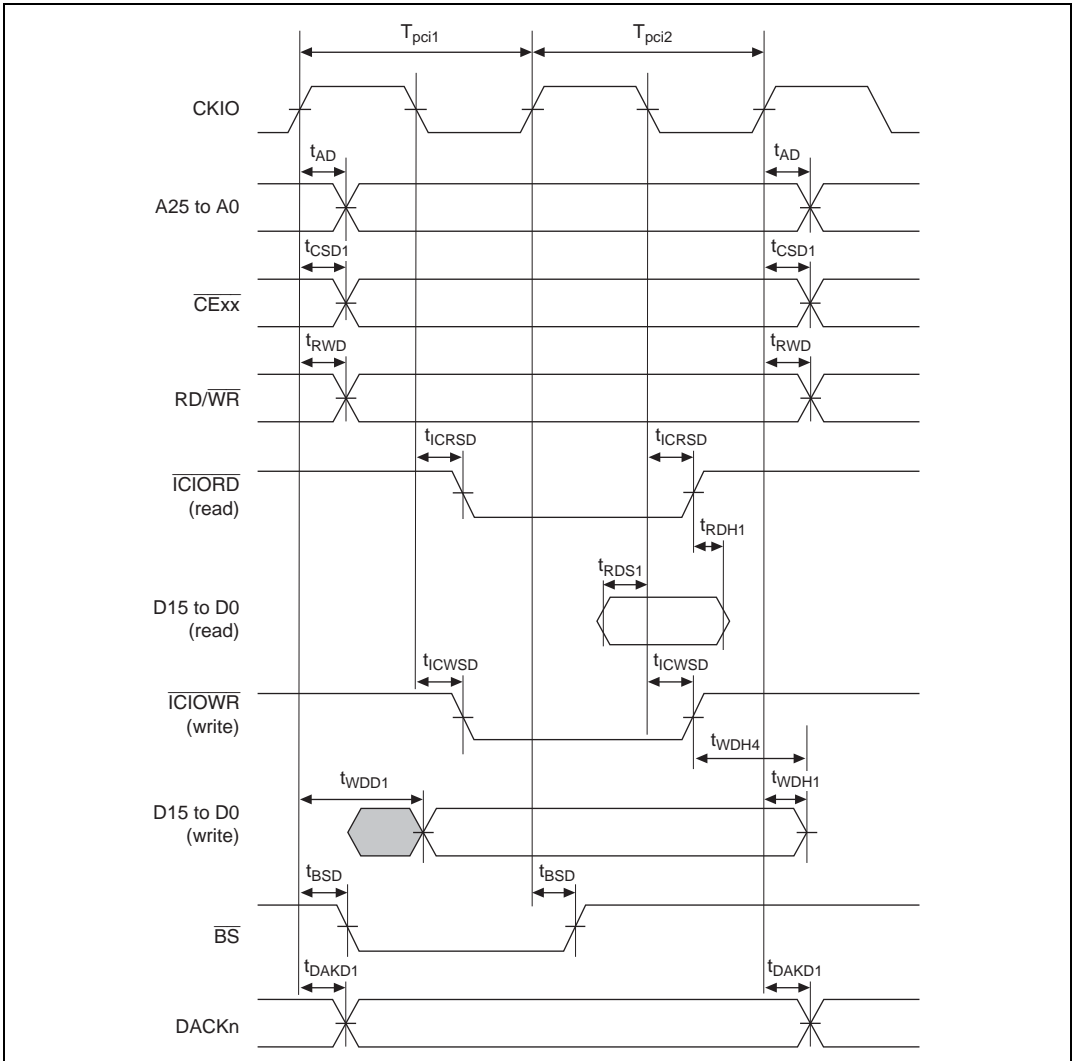 Tpci1 Tpci2
CKIO
tAD tAD
A25 to A0
tCSD1 tCSD1
CExx
tRWD tRWD
RD/WR
tICRSD tICRSD
ICIORD
(read)
tRDH1
tRDS1
D15 to D0
(read)
tICWSD tICWSD
ICIOWR
(write)
tWDH4
tWDD1 tWDH1
D15 to D0
(write)
tBSD tBSD
BS
tDAKD1 tDAKD1
DACKn